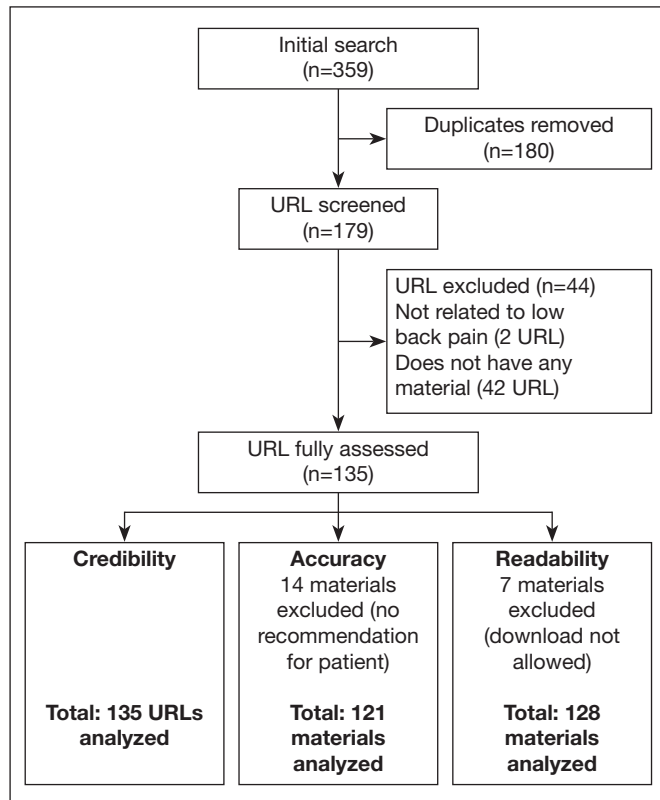 Initial search
(n=359)
Duplicates removed
(n=180)
URL screened
(n=179)
URL excluded (n=44)
Not related to low
back pain (2 URL)
Does not have any
material (42 URL)
URL fully assessed
(n=135)
Credibility
Total: 135 URLs
analyzed
Accuracy
14 materials
excluded (no
recommendation
for patient)
Total: 121
materials
analyzed
Readability
7 materials
excluded
(download not
allowed)
Total: 128
materials
analyzed